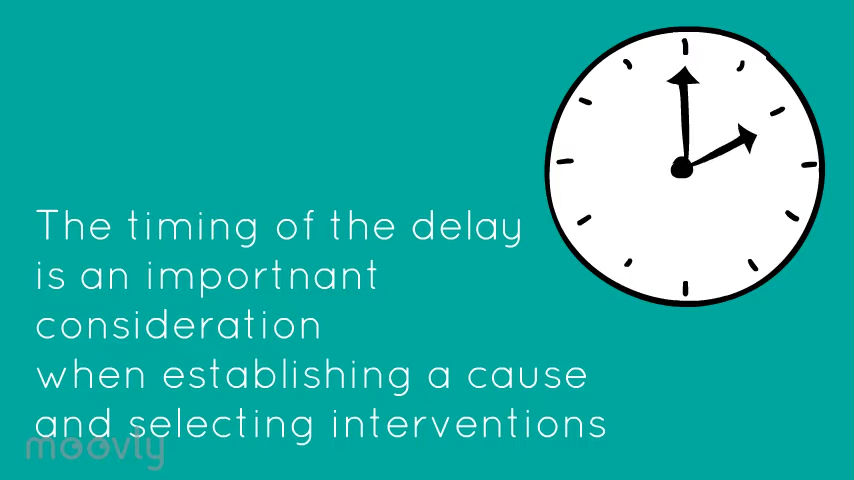 The timing of the delay
is an importnant
consideration
when establishing a cause
and selecting interventions
moovly